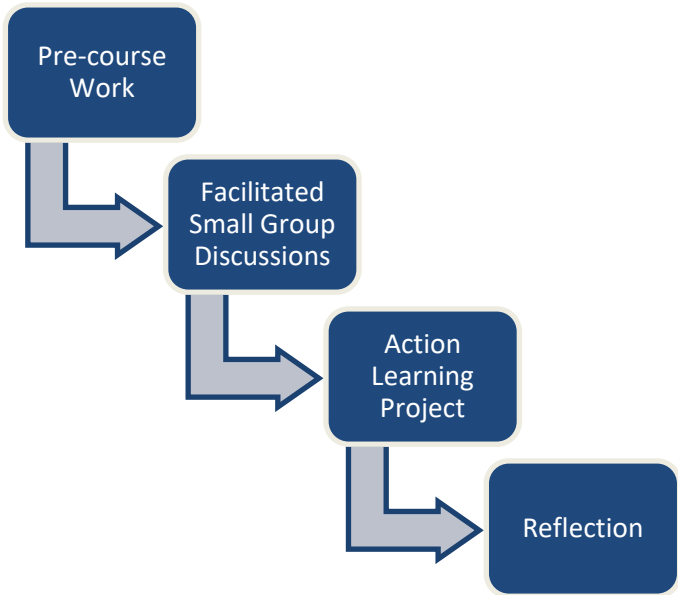 Pre-course
Work
Facilitated
Small Group
Discussions
Action
Learning
Project
Reflection